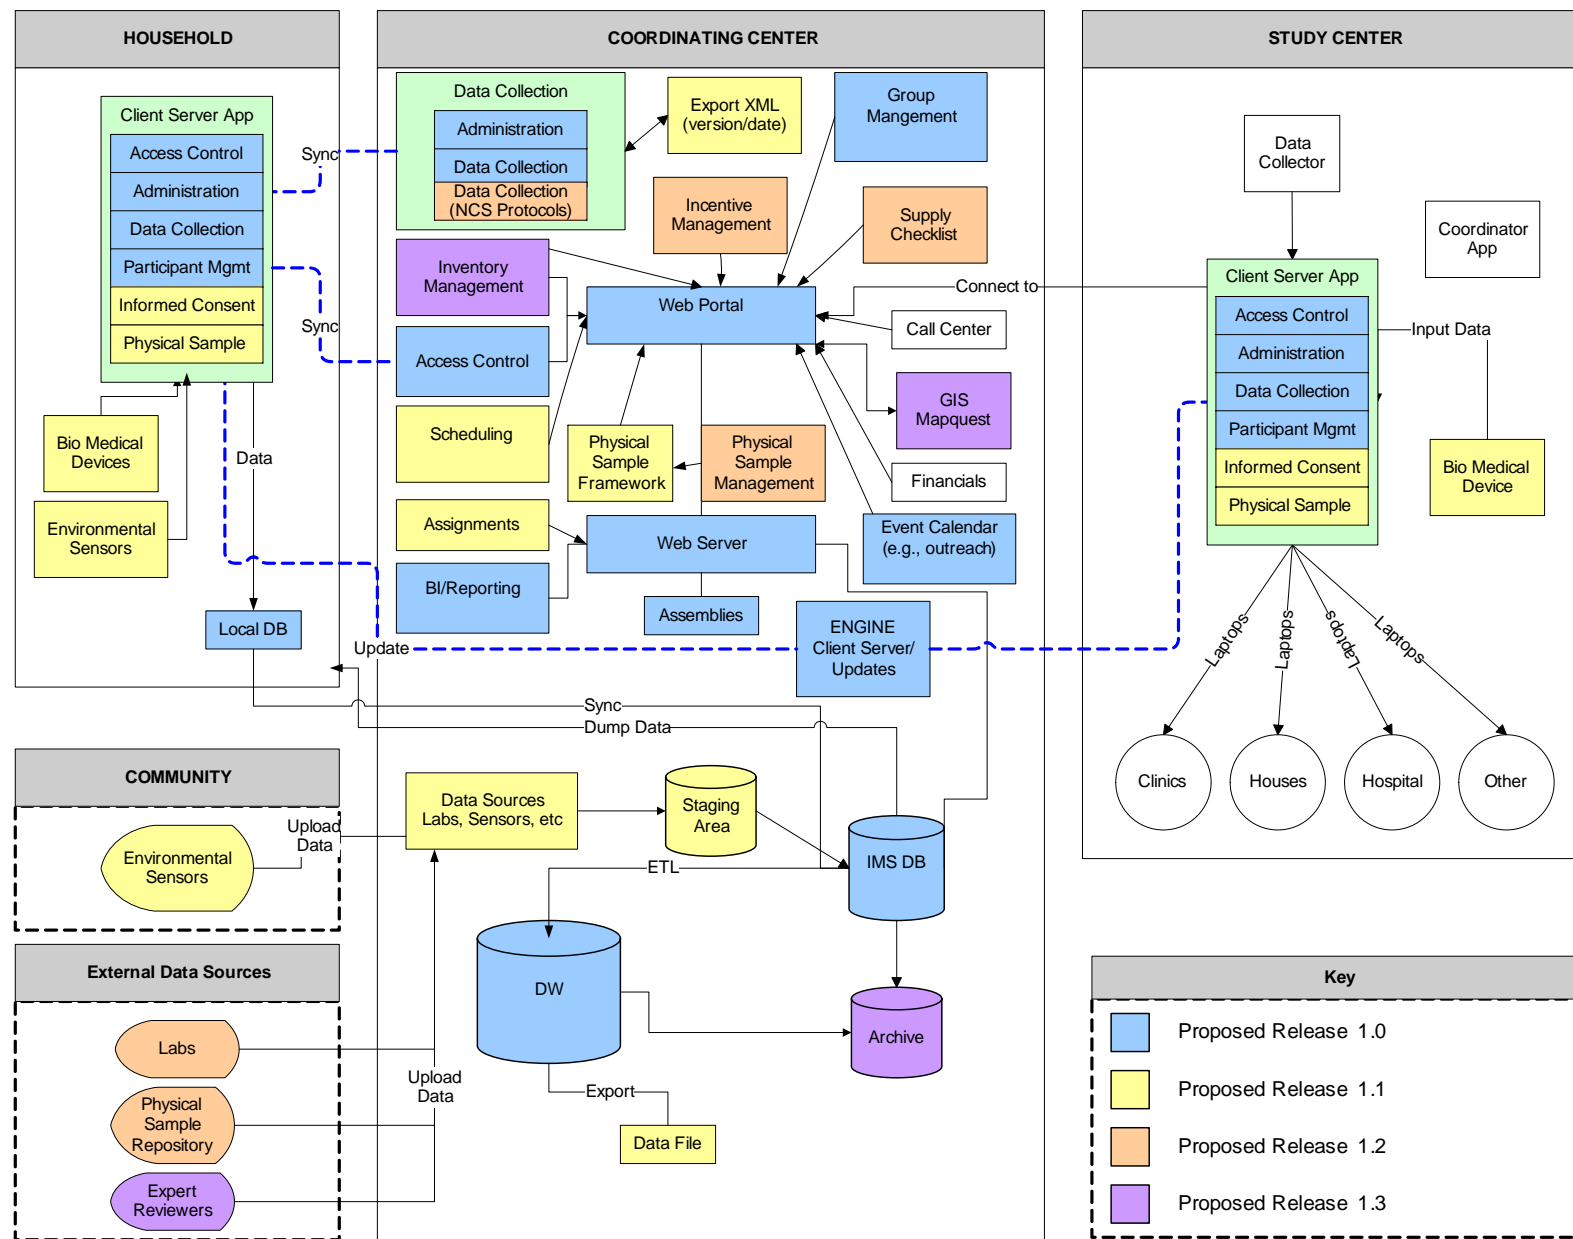 HOUSEHOLD
Client Server App
Access Control
Administration
Data Collection
Participant Mgmt
Informed Consent
Physical Sample
Bio Medical
Devices
Environmental
Sensors
Data
Local DB
Sync
Sync
Update
COORDINATING CENTER
Data Collection
Administration
Data Collection
Data Collection
(NCS Protocols)
Export XML
(version/date)
Group
Mangement
Incentive
Management
Supply
Checklist
Inventory
Management
Web Portal
Connect to
Call Center
Access Control
GIS
Mapquest
Scheduling
Physical
Sample
Framework
Physical
Sample
Management
Financials
Assignments
Web Server
Event Calendar
(e.g., outreach)
BI/Reporting
Assemblies
ENGINE
Client Server/
Updates
Sync
Dump Data
Data Sources
Labs, Sensors, etc
Staging
Area
IMS DB
ETL
DW
Archive
Export
Data File
STUDY CENTER
Data
Collector
Coordinator
App
Client Server App
Access Control
Administration
Data Collection
Participant Mgmt
Informed Consent
Physical Sample
Input Data
Bio Medical
Device
Laptops
Laptops
Laptops
Laptops
Clinics
Houses
Hospital
Other
COMMUNITY
Environmental
Sensors
Upload
Data
External Data Sources
Labs
Physical
Sample
Repository
Expert
Reviewers
Upload
Data
Key
Proposed Release 1.0
Proposed Release 1.1
Proposed Release 1.2
Proposed Release 1.3